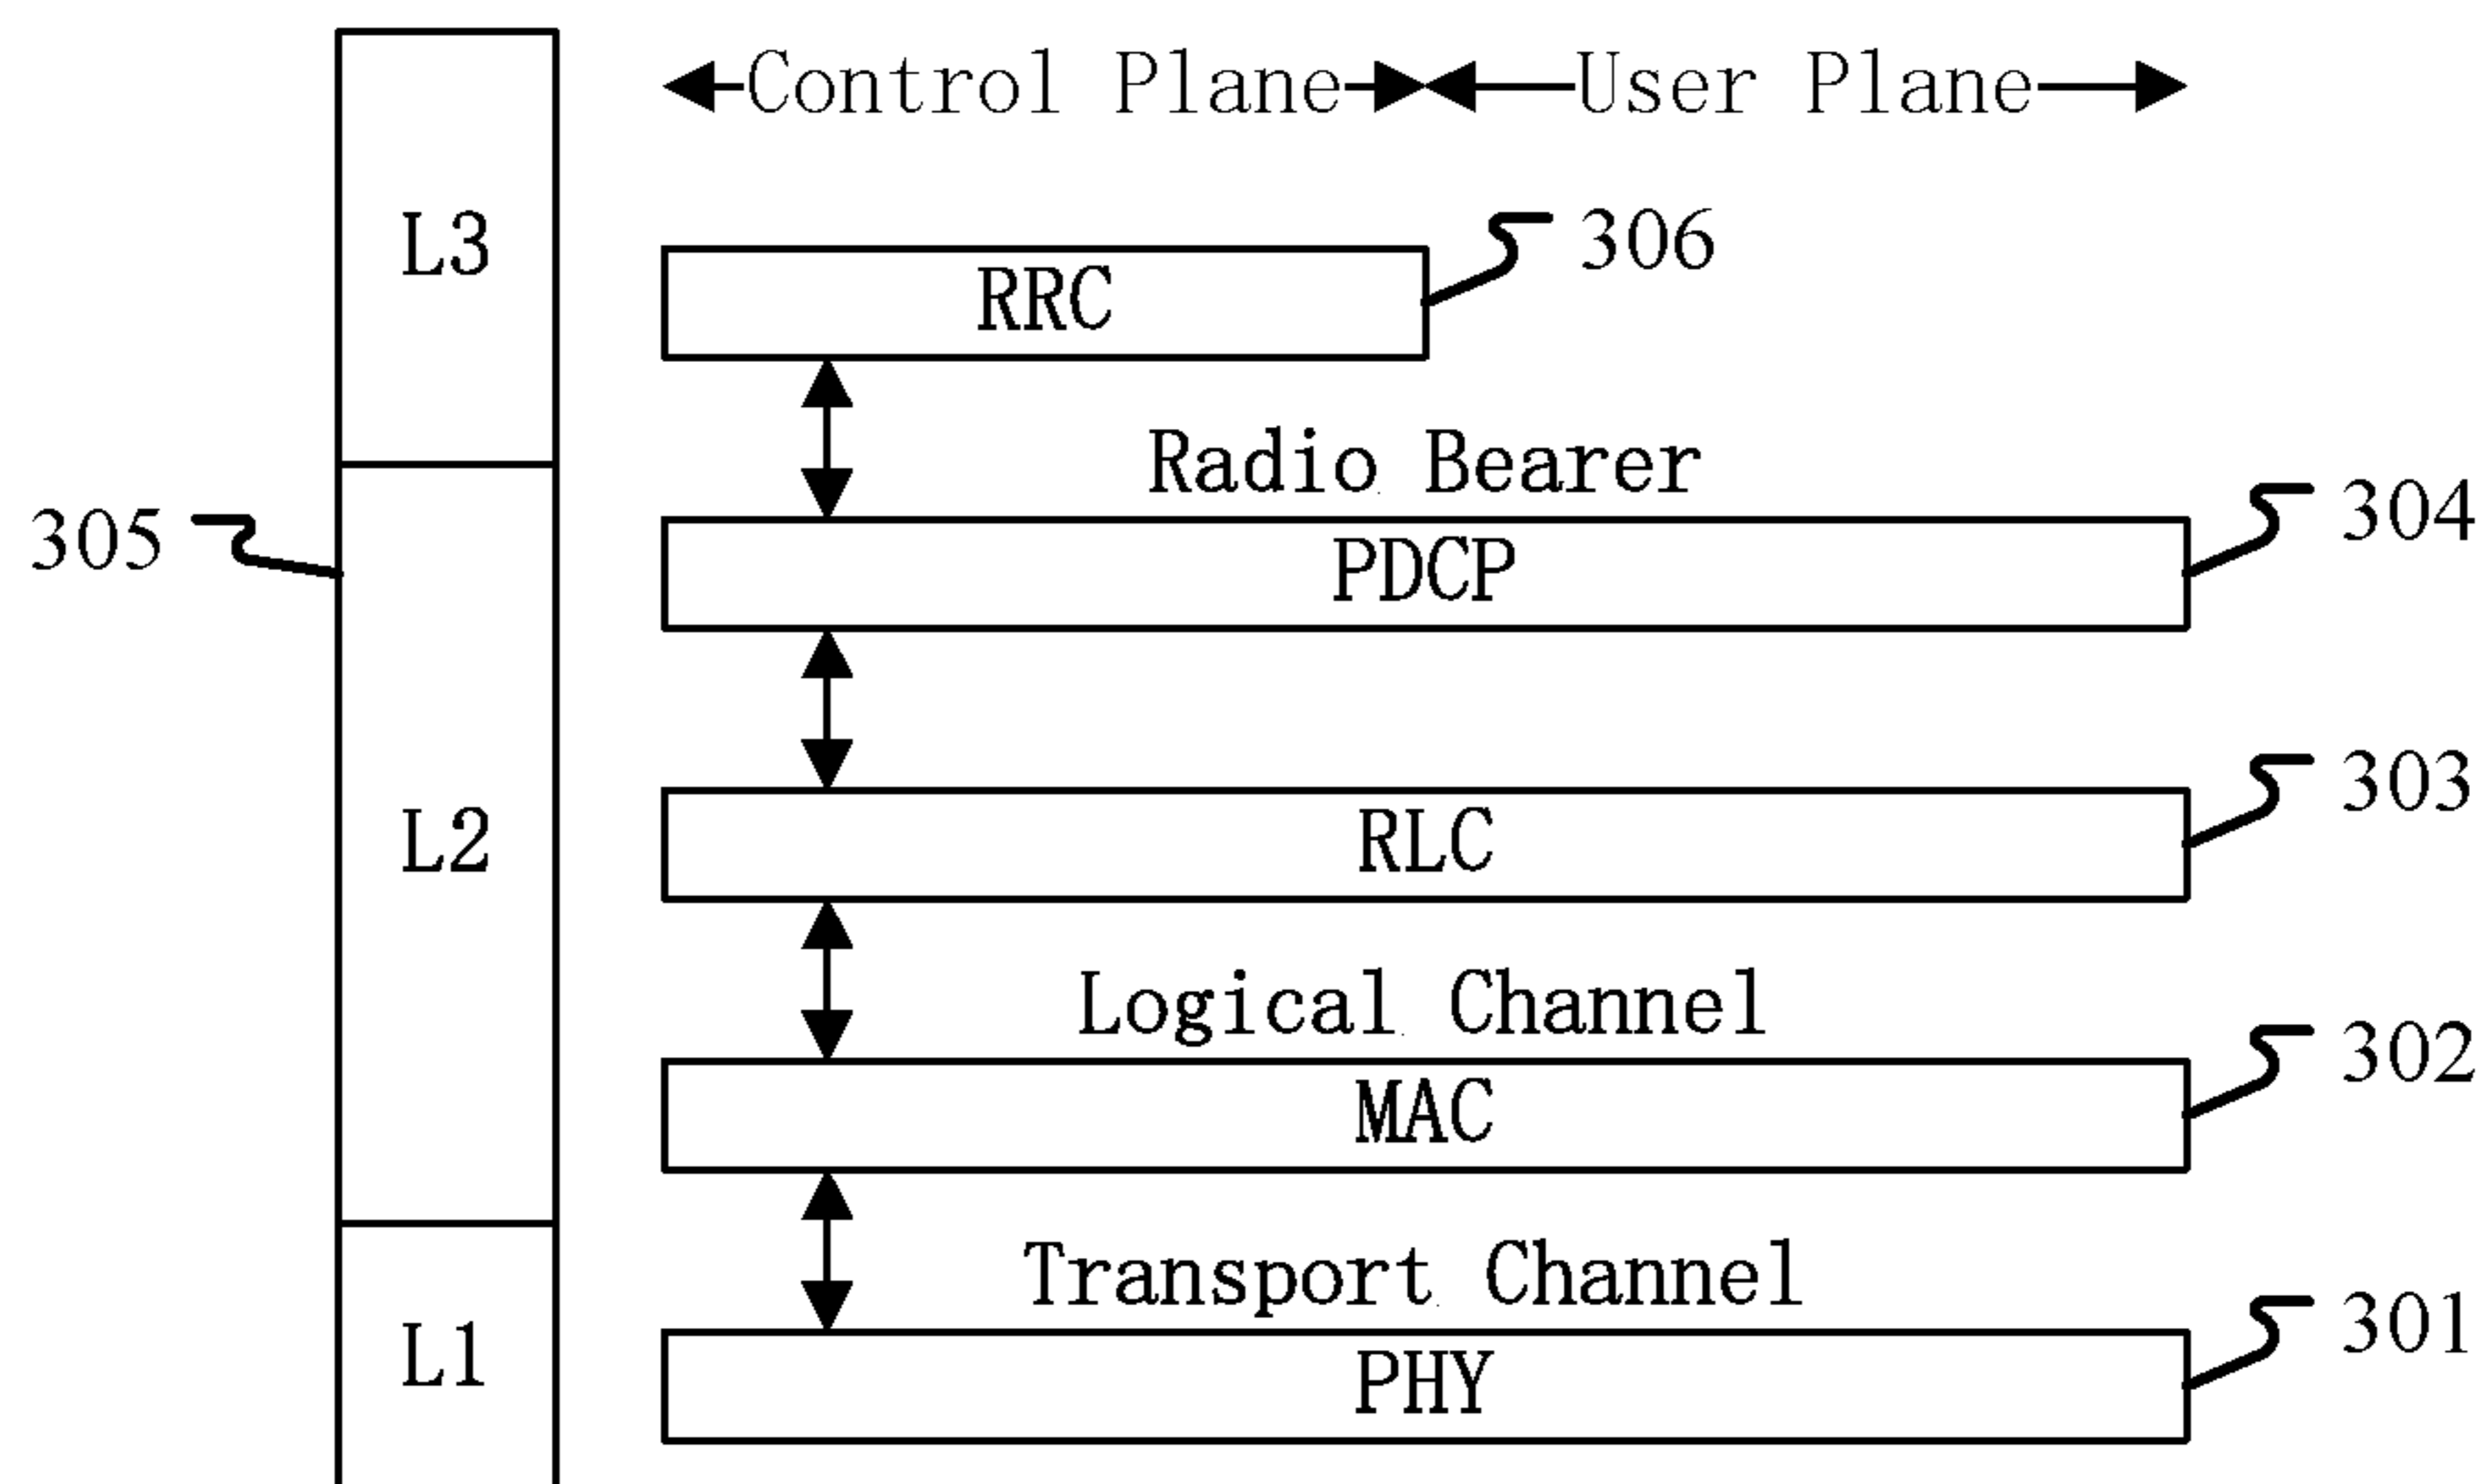 Control Plane User Plane
L3
306
RRC
Radio Bearer
304
305
PDCP
303
L2
RLC
Logical Channel
302
MAC
Transport Channel
301
L1
PHY